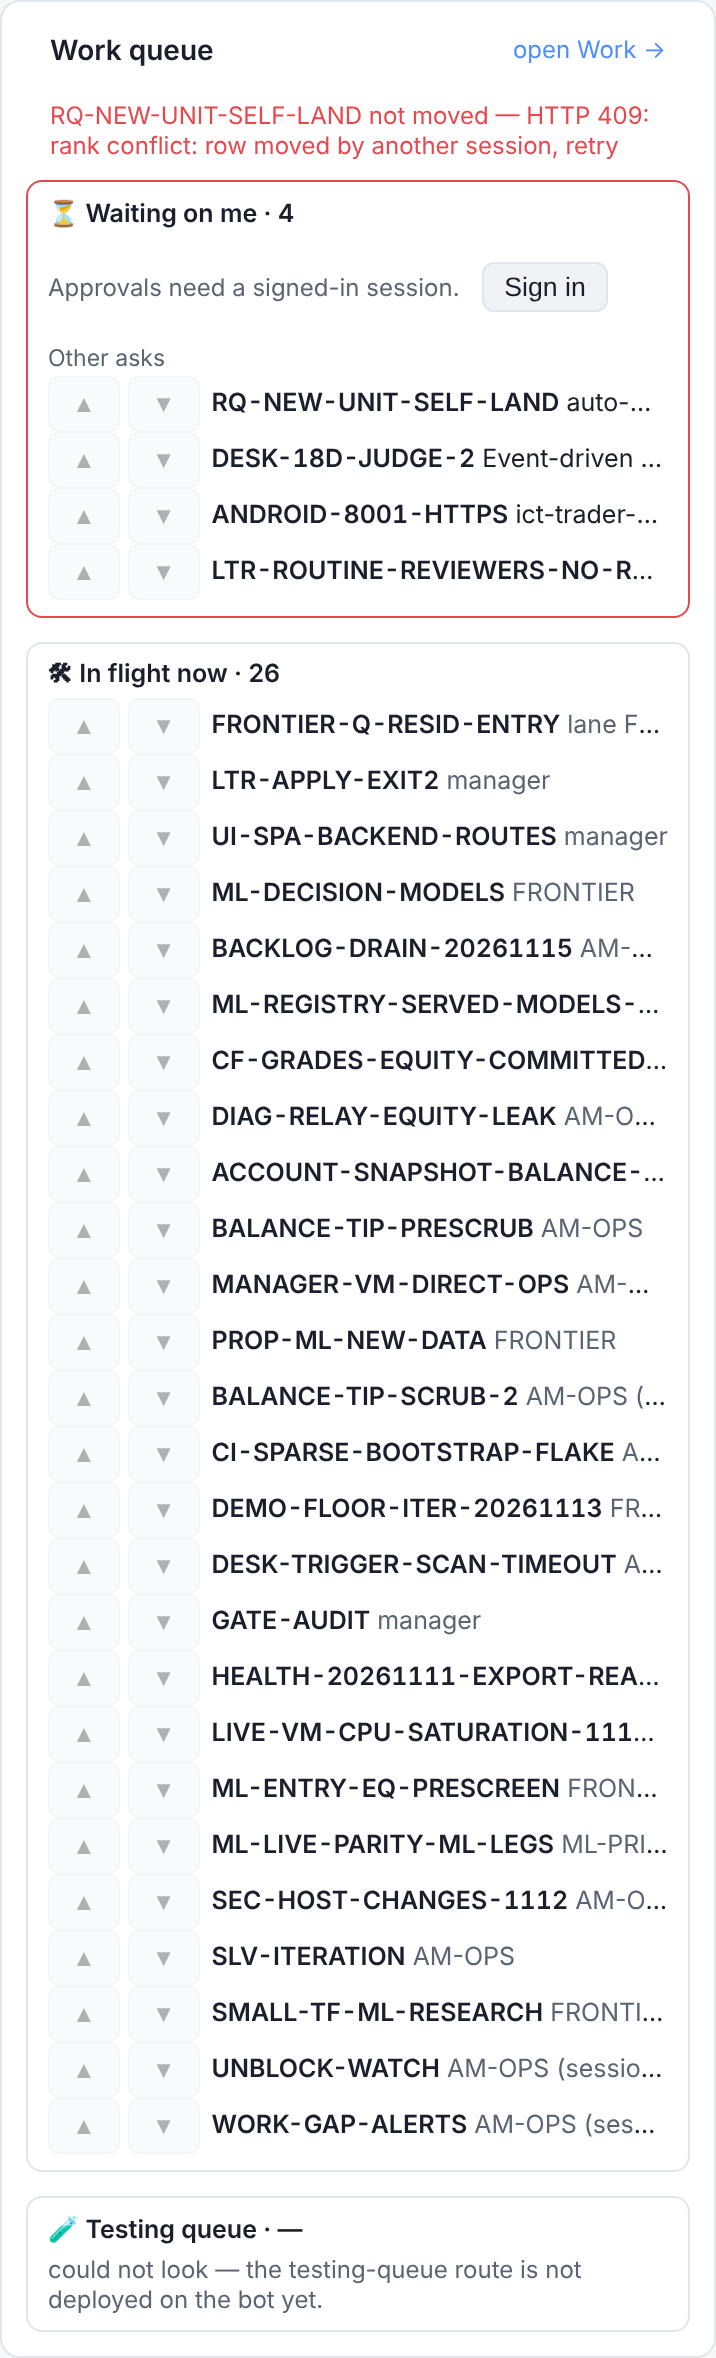 Work queue
open Work →
RQ-NEW-UNIT-SELF-LAND not moved — HTTP 409:
rank conflict: row moved by another session, retry
⏳ Waiting on me · 4
Approvals need a signed-in session.
Sign in
Other asks
▲ ▼ RQ-NEW-UNIT-SELF-LAND auto-...
▲ ▼ DESK-18D-JUDGE-2 Event-driven ...
▲ ▼ ANDROID-8001-HTTPS ict-trader-...
▲ ▼ LTR-ROUTINE-REVIEWERS-NO-R...
🛠 In flight now · 26
▲ ▼ FRONTIER-Q-RESID-ENTRY lane F...
▲ ▼ LTR-APPLY-EXIT2 manager
▲ ▼ UI-SPA-BACKEND-ROUTES manager
▲ ▼ ML-DECISION-MODELS FRONTIER
▲ ▼ BACKLOG-DRAIN-20261115 AM-...
▲ ▼ ML-REGISTRY-SERVED-MODELS-...
▲ ▼ CF-GRADES-EQUITY-COMMITTED...
▲ ▼ DIAG-RELAY-EQUITY-LEAK AM-O...
▲ ▼ ACCOUNT-SNAPSHOT-BALANCE-...
▲ ▼ BALANCE-TIP-PRESCRUB AM-OPS
▲ ▼ MANAGER-VM-DIRECT-OPS AM-...
▲ ▼ PROP-ML-NEW-DATA FRONTIER
▲ ▼ BALANCE-TIP-SCRUB-2 AM-OPS (...
▲ ▼ CI-SPARSE-BOOTSTRAP-FLAKE A...
▲ ▼ DEMO-FLOOR-ITER-20261113 FR...
▲ ▼ DESK-TRIGGER-SCAN-TIMEOUT A...
▲ ▼ GATE-AUDIT manager
▲ ▼ HEALTH-20261111-EXPORT-REA...
▲ ▼ LIVE-VM-CPU-SATURATION-111...
▲ ▼ ML-ENTRY-EQ-PRESCREEN FRON...
▲ ▼ ML-LIVE-PARITY-ML-LEGS ML-PRI...
▲ ▼ SEC-HOST-CHANGES-1112 AM-O...
▲ ▼ SLV-ITERATION AM-OPS
▲ ▼ SMALL-TF-ML-RESEARCH FRONTI...
▲ ▼ UNBLOCK-WATCH AM-OPS (sessio...
▲ ▼ WORK-GAP-ALERTS AM-OPS (ses...
🧪 Testing queue · —
could not look — the testing-queue route is not
deployed on the bot yet.